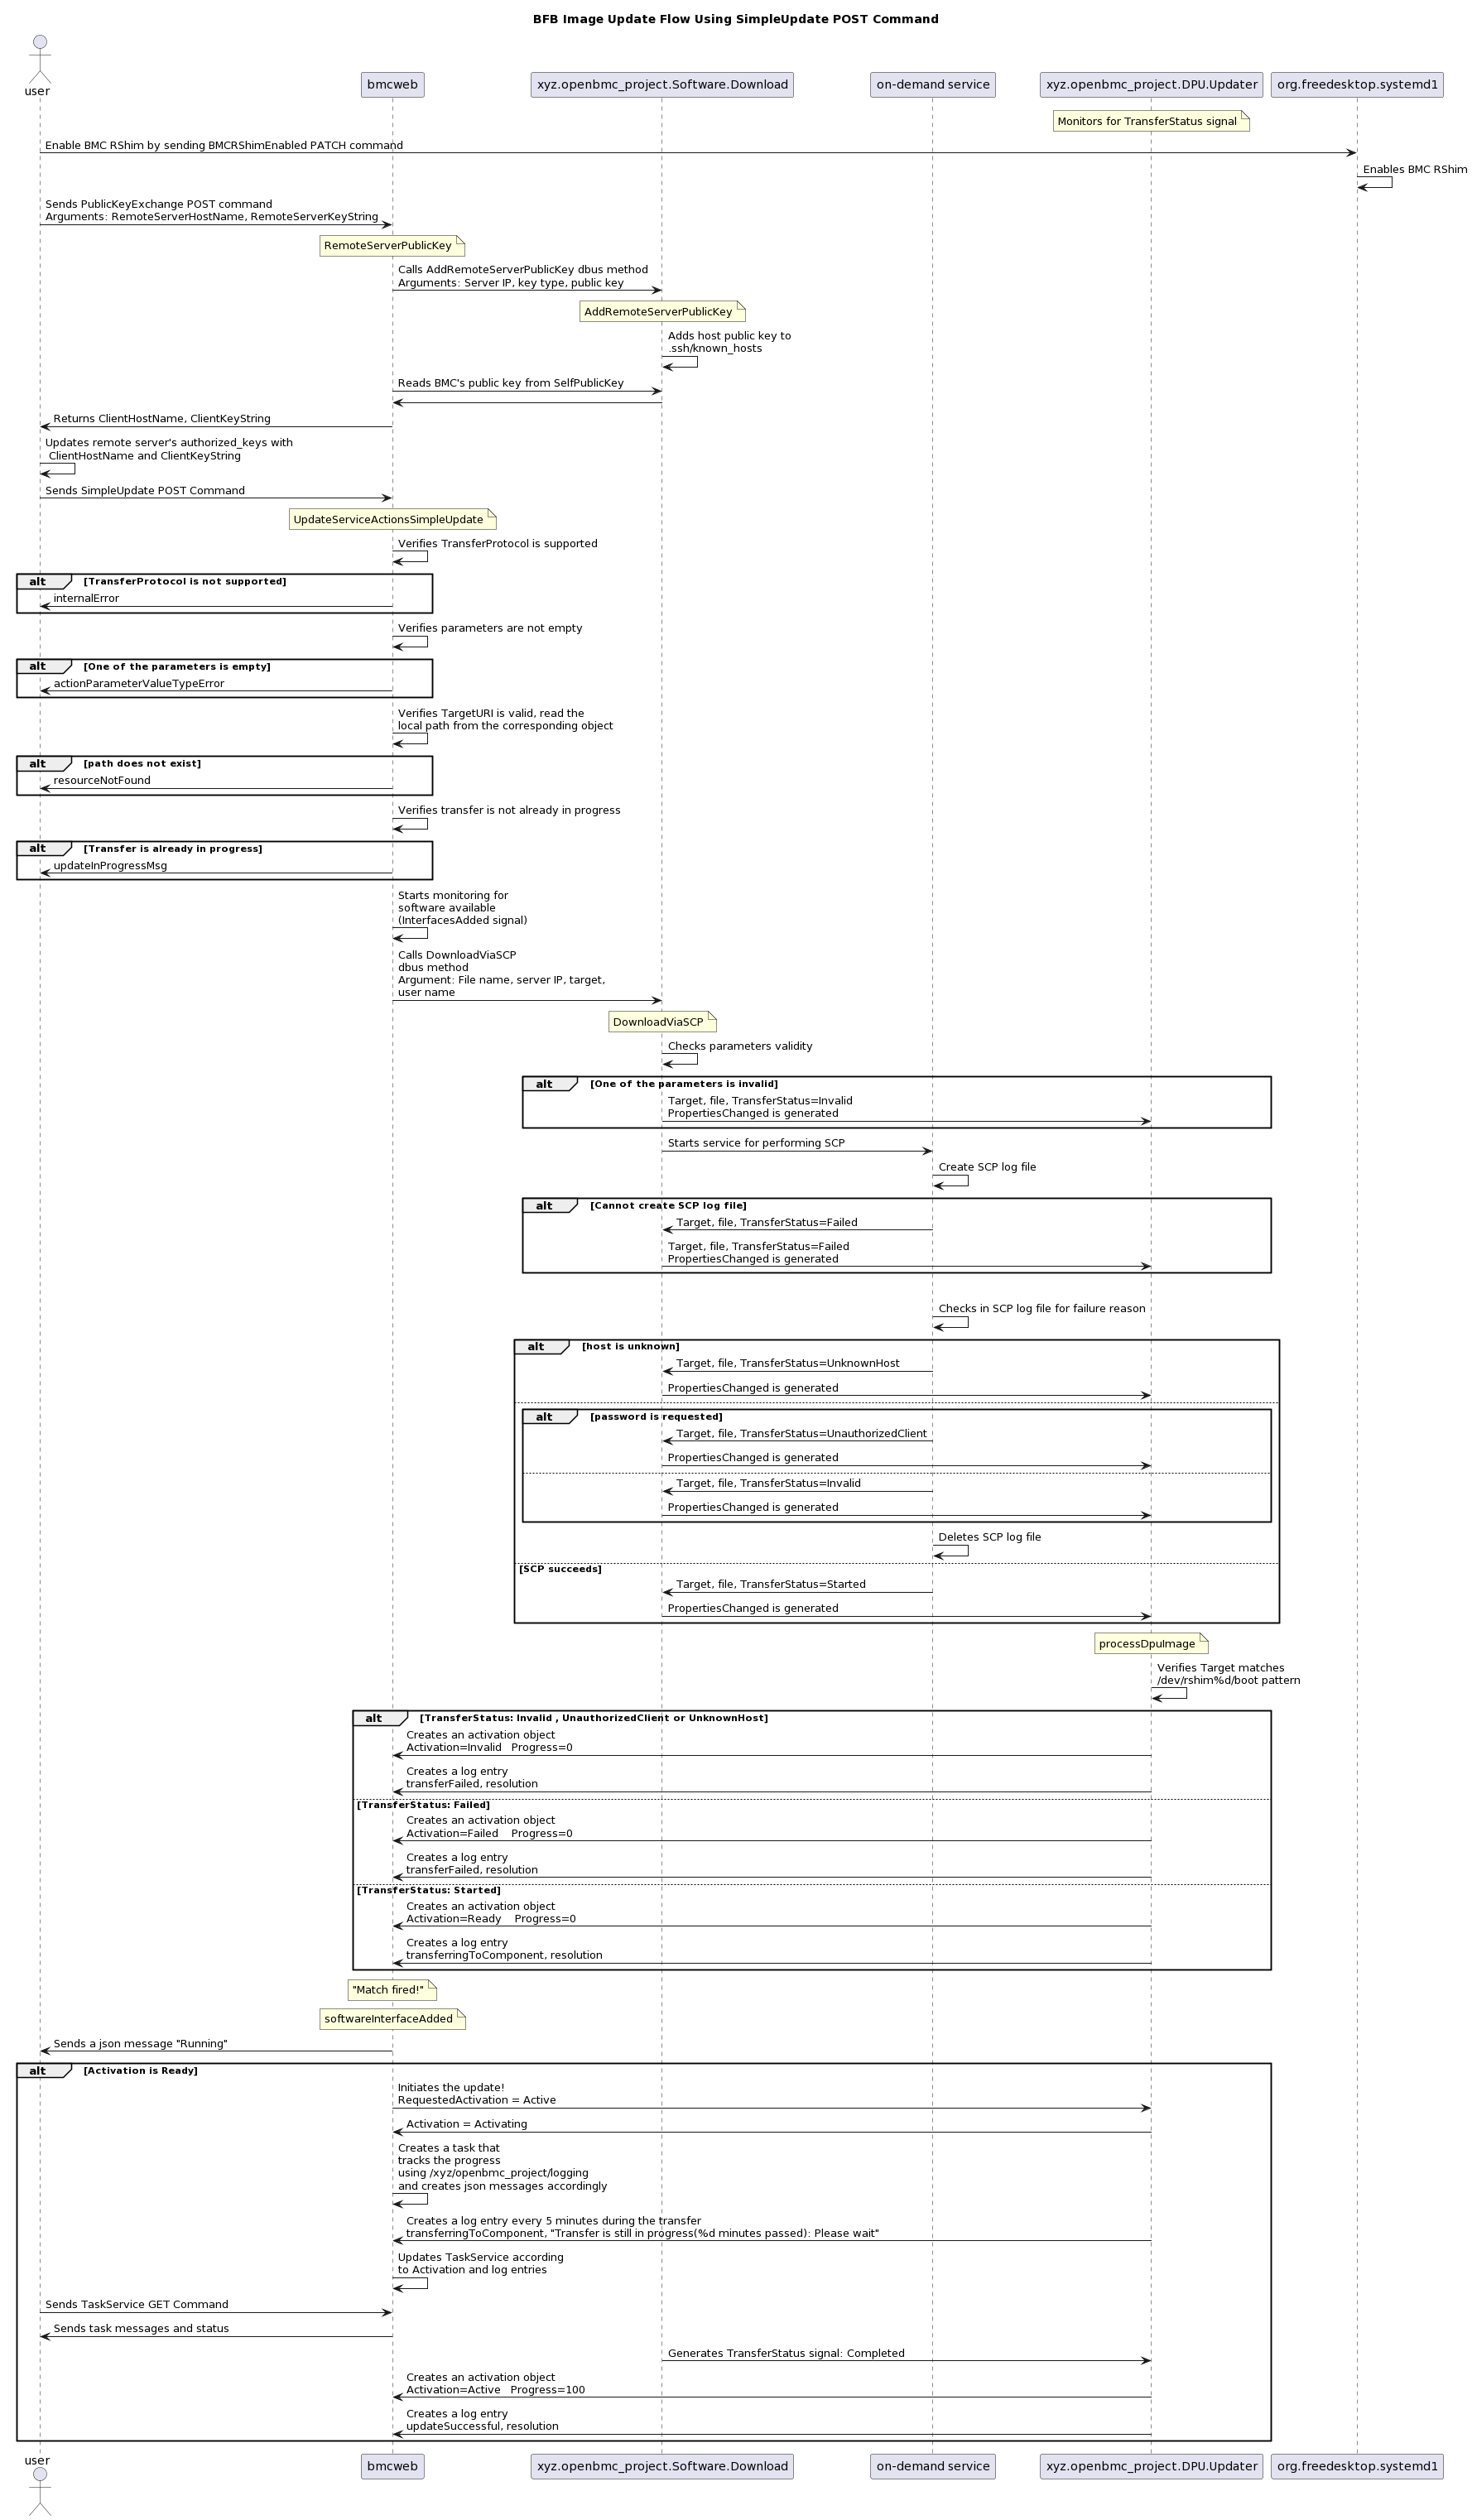 BFB Image Update Flow Using SimpleUpdate POST Command
user
bmcweb
xyz.openbmc_project.Software.Download
on-demand service
xyz.openbmc_project.DPU.Updater
org.freedesktop.systemd1
Monitors for TransferStatus signal
Enable BMC RShim by sending BMCRShimEnabled PATCH command
Enables BMC RShim
Sends PublicKeyExchange POST command
Arguments: RemoteServerHostName, RemoteServerKeyString
RemoteServerPublicKey
Calls AddRemoteServerPublicKey dbus method
Arguments: Server IP, key type, public key
AddRemoteServerPublicKey
Adds host public key to
.ssh/known_hosts
Reads BMC's public key from SelfPublicKey
Returns ClientHostName, ClientKeyString
Updates remote server's authorized_keys with
ClientHostName and ClientKeyString
Sends SimpleUpdate POST Command
UpdateServiceActionsSimpleUpdate
Verifies TransferProtocol is supported
alt [TransferProtocol is not supported]
internalError
Verifies parameters are not empty
alt [One of the parameters is empty]
actionParameterValueTypeError
Verifies TargetURI is valid, read the
local path from the corresponding object
alt [path does not exist]
resourceNotFound
Verifies transfer is not already in progress
alt [Transfer is already in progress]
updateInProgressMsg
Starts monitoring for
software available
(InterfacesAdded signal)
Calls DownloadViaSCP
dbus method
Argument: File name, server IP, target,
user name
DownloadViaSCP
Checks parameters validity
alt [One of the parameters is invalid]
Target, file, TransferStatus=Invalid
PropertiesChanged is generated
Starts service for performing SCP
Create SCP log file
alt [Cannot create SCP log file]
Target, file, TransferStatus=Failed
Target, file, TransferStatus=Failed
PropertiesChanged is generated
Checks in SCP log file for failure reason
alt [host is unknown]
Target, file, TransferStatus=UnknownHost
PropertiesChanged is generated
alt [password is requested]
Target, file, TransferStatus=UnauthorizedClient
PropertiesChanged is generated
Target, file, TransferStatus=Invalid
PropertiesChanged is generated
Deletes SCP log file
[SCP succeeds]
Target, file, TransferStatus=Started
PropertiesChanged is generated
processDpuImage
Verifies Target matches
/dev/rshim%d/boot pattern
alt [TransferStatus: Invalid , UnauthorizedClient or UnknownHost]
Creates an activation object
Activation=Invalid Progress=0
Creates a log entry
transferFailed, resolution
[TransferStatus: Failed]
Creates an activation object
Activation=Failed Progress=0
Creates a log entry
transferFailed, resolution
[TransferStatus: Started]
Creates an activation object
Activation=Ready Progress=0
Creates a log entry
transferringToComponent, resolution
"Match fired!"
softwareInterfaceAdded
Sends a json message "Running"
alt [Activation is Ready]
Initiates the update!
RequestedActivation = Active
Activation = Activating
Creates a task that
tracks the progress
using /xyz/openbmc_project/logging
and creates json messages accordingly
Creates a log entry every 5 minutes during the transfer
transferringToComponent, "Transfer is still in progress(%d minutes passed): Please wait"
Updates TaskService according
to Activation and log entries
Sends TaskService GET Command
Sends task messages and status
Generates TransferStatus signal: Completed
Creates an activation object
Activation=Active Progress=100
Creates a log entry
updateSuccessful, resolution
user
bmcweb
xyz.openbmc_project.Software.Download
on-demand service
xyz.openbmc_project.DPU.Updater
org.freedesktop.systemd1